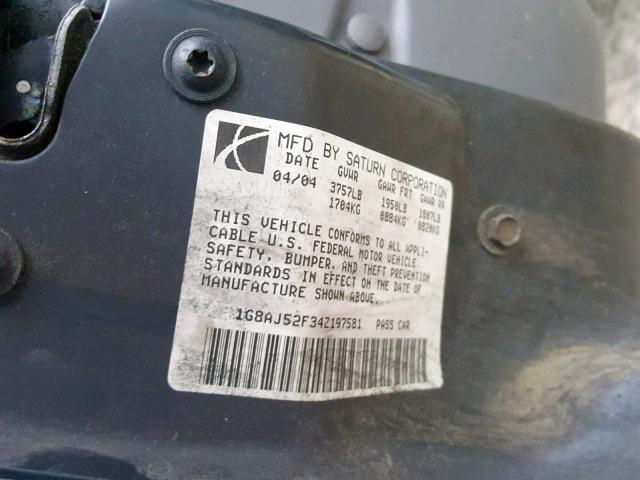 MFD BY SATURN CORPORATION
DATE GVWR GAWR FRT GAWR RR
04/04 3757LB 1950LB 1807LB
1704KG 0884KG 0820KG
THIS VEHICLE CONFORMS TO ALL APPLI-
CABLE U.S. FEDERAL MOTOR VEHICLE
SAFETY, BUMPER, AND THEFT PREVENTION
STANDARDS IN EFFECT ON THE DATE OF
MANUFACTURE SHOWN ABOVE.
1G8AJ52F34Z197581 PASS CAR